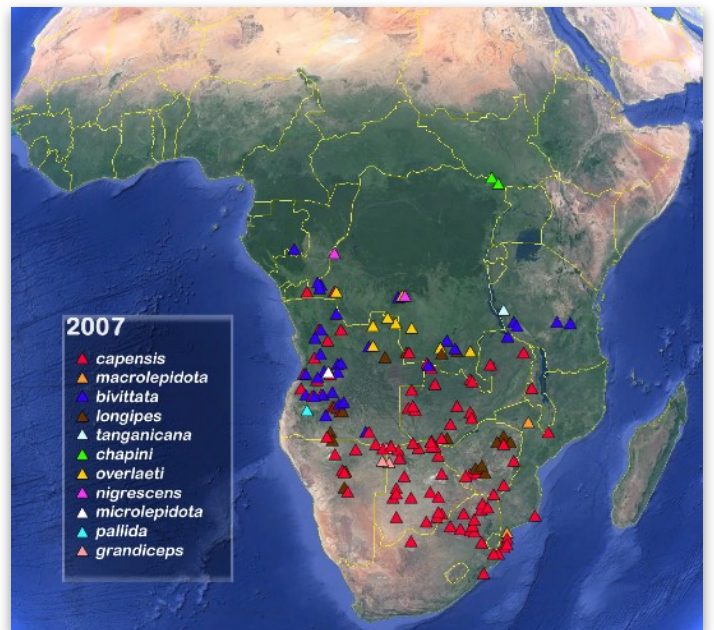 2007
capensis
macrolepidota
bivittata
longipes
tanganicana
chapini
overlaeti
nigrescens
microlepidota
pallida
grandiceps